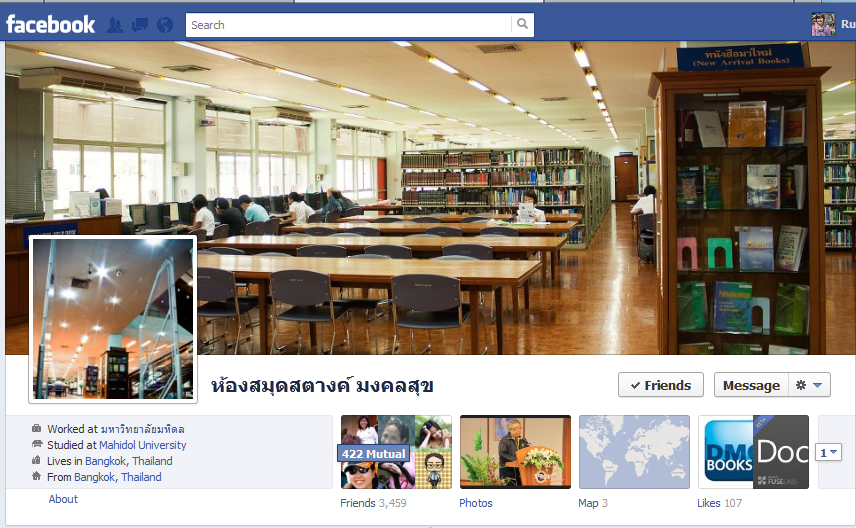 facebook
Search
Ru
หนังสือมาใหม่
(New Arrival Books)
ห้องสมุดสตางค์ มงคลสุข
Friends
Message
Worked at มหาวิทยาลัยมหิดล
Studied at Mahidol University
Lives in Bangkok, Thailand
From Bangkok, Thailand
About
422 Mutual
DMG
BOOKS
BETA
Doc
FUSELABS
1
Friends 3,459
Photos
Map 3
Likes 107